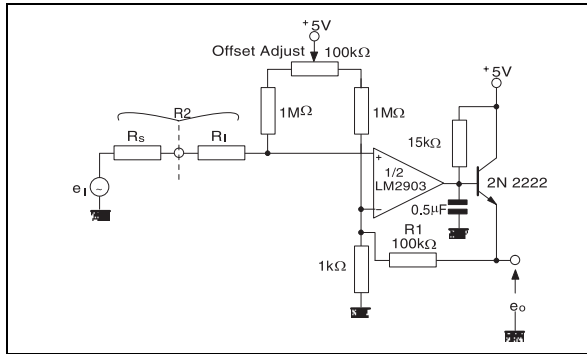 +5V
Offset Adjust
100kΩ
+5V
R2
1MΩ
1MΩ
15kΩ
Rs
Rl
+
1/2
LM2903
2N 2222
eI
–
0.5μF
R1
100kΩ
1kΩ
eo